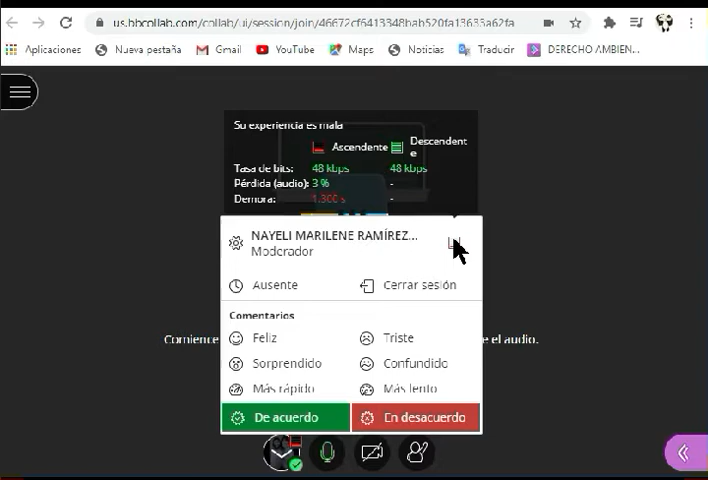 us.bbcollab.com/collab/ui/session/join/46672cf6413348bab520fa13633a62fa
Aplicaciones Nueva pestaña Gmail YouTube Maps Noticias Traducir DERECHO AMBIEN...
Su experiencia es mala
Ascendente Descendent
e
Tasa de bits: 48 kbps 48 kbps
Pérdida (audio): 3 % -
Demora: 1.300 s -
NAYELI MARILENE RAMÍREZ...
Moderador
Ausente Cerrar sesión
Comentarios
Feliz Triste
Comience e el audio.
Sorprendido Confundido
Más rápido Más lento
De acuerdo En desacuerdo